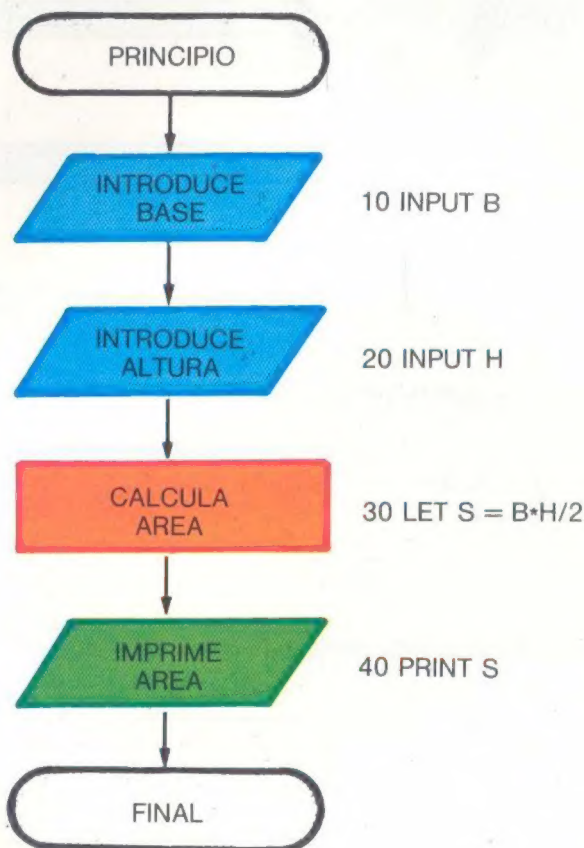 PRINCIPIO
INTRODUCE
BASE
10 INPUT B
INTRODUCE
ALTURA
20 INPUT H
CALCULA
AREA
30 LET S = B*H/2
IMPRIME
AREA
40 PRINT S
FINAL